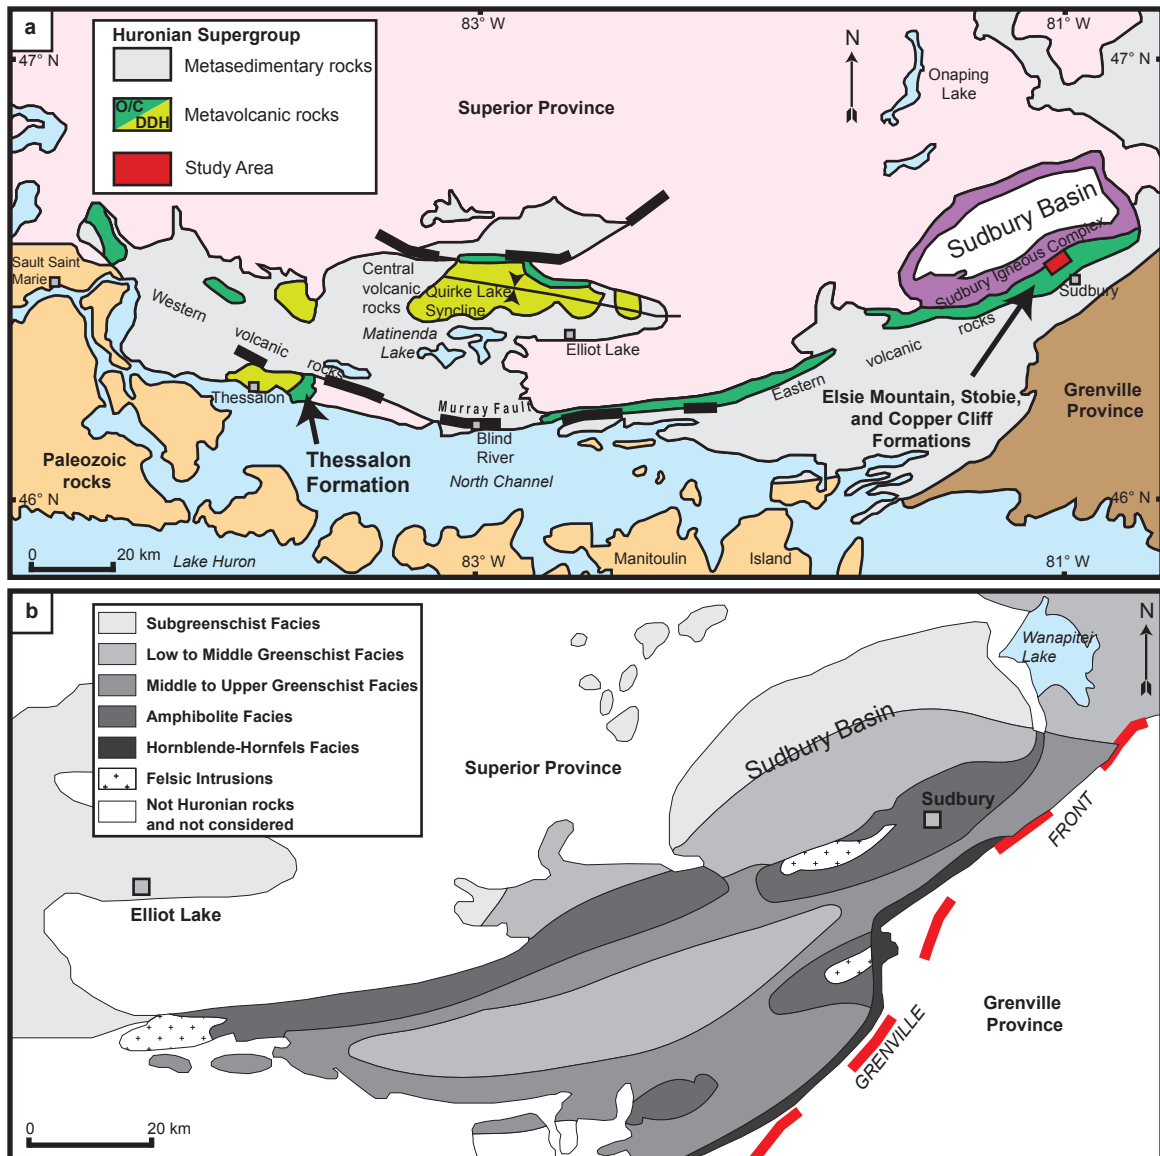 a
83° W
81° W
47° N
47° N
Huronian Supergroup
Metasedimentary rocks
O/C
DDH
Metavolcanic rocks
Study Area
N
Onaping
Lake
Superior Province
Sudbury Basin
Sudbury Igneous Complex
Sudbury
Sault Saint
Marie
Western
volcanic
rocks
Central
volcanic
rocks
Quirke Lake
Syncline
Matinenda
Lake
Elliot Lake
Eastern
volcanic
rocks
Thessalon
Murray Fault
Blind
River
Thessalon
Formation
Elsie Mountain, Stobie,
and Copper Cliff
Formations
Grenville
Province
Paleozoic
rocks
North Channel
46° N
46° N
0
20 km
Lake Huron
83° W
Manitoulin
Island
81° W
b
Subgreenschist Facies
Low to Middle Greenschist Facies
Middle to Upper Greenschist Facies
Amphibolite Facies
Hornblende-Hornfels Facies
Felsic Intrusions
Not Huronian rocks
and not considered
N
Wanapitei
Lake
Superior Province
Sudbury Basin
Sudbury
FRONT
Elliot Lake
Grenville
Province
GRENVILLE
0
20 km